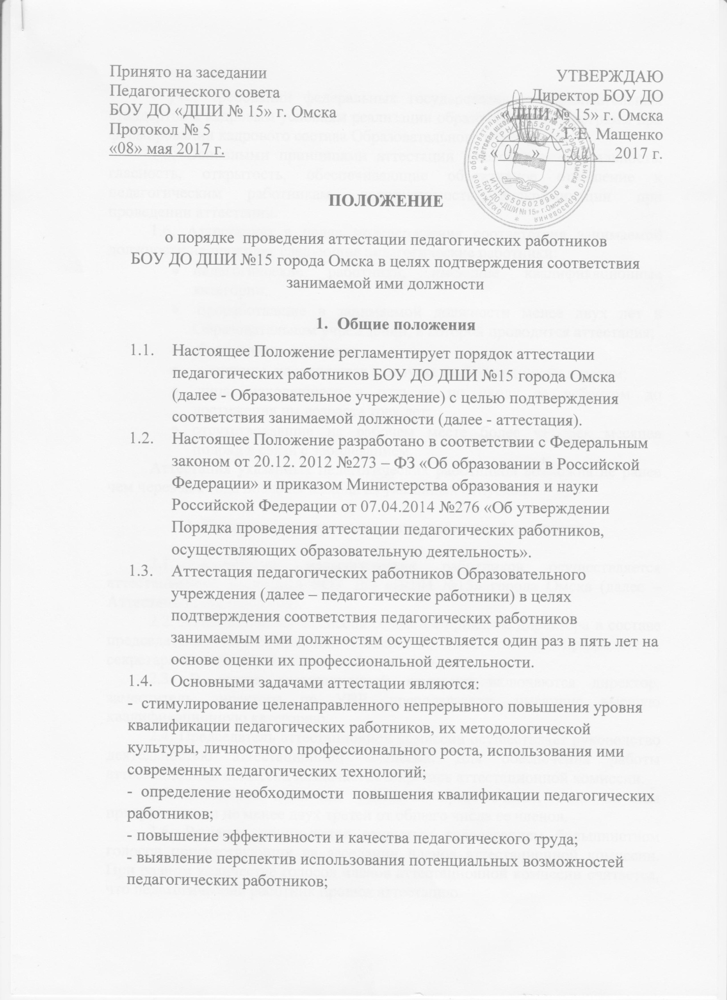 Принято на заседании
Педагогического совета
БОУ ДО «ДШИ № 15» г. Омска
Протокол № 5
«08» мая 2017 г.
УТВЕРЖДАЮ
Директор БОУ ДО
«ДШИ № 15» г. Омска
Г. Е. Мащенко
« » 2017 г.
ИНН 5505028960
БОУ ДО «ДШИ № 15» г.Омска
ПОЛОЖЕНИЕ
о порядке проведения аттестации педагогических работников
БОУ ДО ДШИ №15 города Омска в целях подтверждения соответствия
занимаемой ими должности
1. Общие положения
1.1. Настоящее Положение регламентирует порядок аттестации
педагогических работников БОУ ДО ДШИ №15 города Омска
(далее - Образовательное учреждение) с целью подтверждения
соответствия занимаемой должности (далее - аттестация).
1.2. Настоящее Положение разработано в соответствии с Федеральным
законом от 20.12. 2012 №273 – ФЗ «Об образовании в Российской
Федерации» и приказом Министерства образования и науки
Российской Федерации от 07.04.2014 №276 «Об утверждении
Порядка проведения аттестации педагогических работников,
осуществляющих образовательную деятельность».
1.3. Аттестация педагогических работников Образовательного
учреждения (далее – педагогические работники) в целях
подтверждения соответствия педагогических работников
занимаемым ими должностям осуществляется один раз в пять лет на
основе оценки их профессиональной деятельности.
1.4. Основными задачами аттестации являются:
- стимулирование целенаправленного непрерывного повышения уровня
квалификации педагогических работников, их методологической
культуры, личностного профессионального роста, использования ими
современных педагогических технологий;
- определение необходимости повышения квалификации педагогических
работников;
- повышение эффективности и качества педагогического труда;
- выявление перспектив использования потенциальных возможностей
педагогических работников;